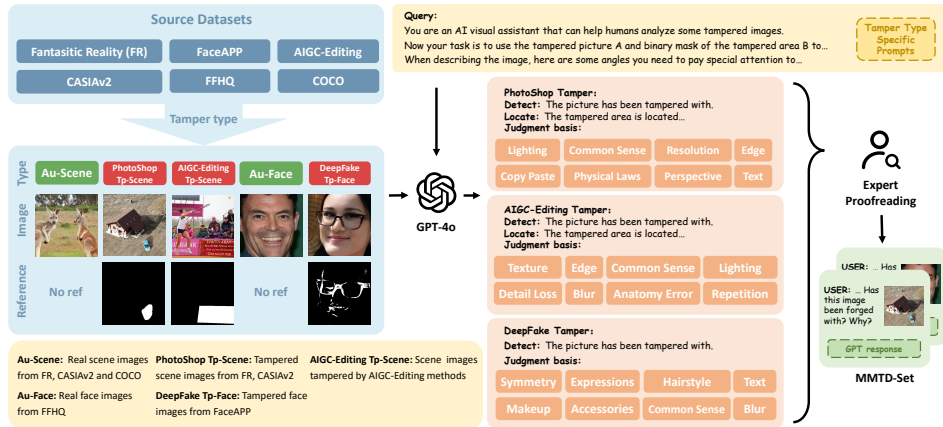 Source Datasets
Fantasitic Reality (FR)
FaceAPP
AIGC-Editing
CASIAv2
FFHQ
COCO
Tamper type
Query:
You are an AI visual assistant that can help humans analyze some tampered images.
Now your task is to use the tampered picture A and binary mask of the tampered area B to...
When describing the image, here are some angles you need to pay special attention to...
Tamper Type
Specific
Prompts
Type
Au-Scene
PhotoShop
Tp-Scene
AIGC-Editing
Tp-Scene
Au-Face
DeepFake
Tp-Face
Image
Reference
No ref
No ref
GPT-4o
PhotoShop Tamper:
Detect: The picture has been tampered with.
Locate: The tampered area is located...
Judgment basis:
Lighting
Common Sense
Resolution
Edge
Copy Paste
Physical Laws
Perspective
Text
AIGC-Editing Tamper:
Detect: The picture has been tampered with.
Locate: The tampered area is located...
Judgment basis:
Texture
Edge
Common Sense
Lighting
Detail Loss
Blur
Anatomy Error
Repetition
DeepFake Tamper:
Detect: The picture has been tampered with.
Judgment basis:
Symmetry
Expressions
Hairstyle
Text
Makeup
Accessories
Common Sense
Blur
Expert
Proofreading
USER: ... Has
USER: ... Has
this image
been forged
with? Why?
GPT response
MMTD-Set
Au-Scene: Real scene images
from FR, CASIAv2 and COCO
PhotoShop Tp-Scene: Tampered
scene images from FR, CASIAv2
AIGC-Editing Tp-Scene: Scene images
tampered by AIGC-Editing methods
Au-Face: Real face images
from FFHQ
DeepFake Tp-Face: Tampered face
images from FaceAPP